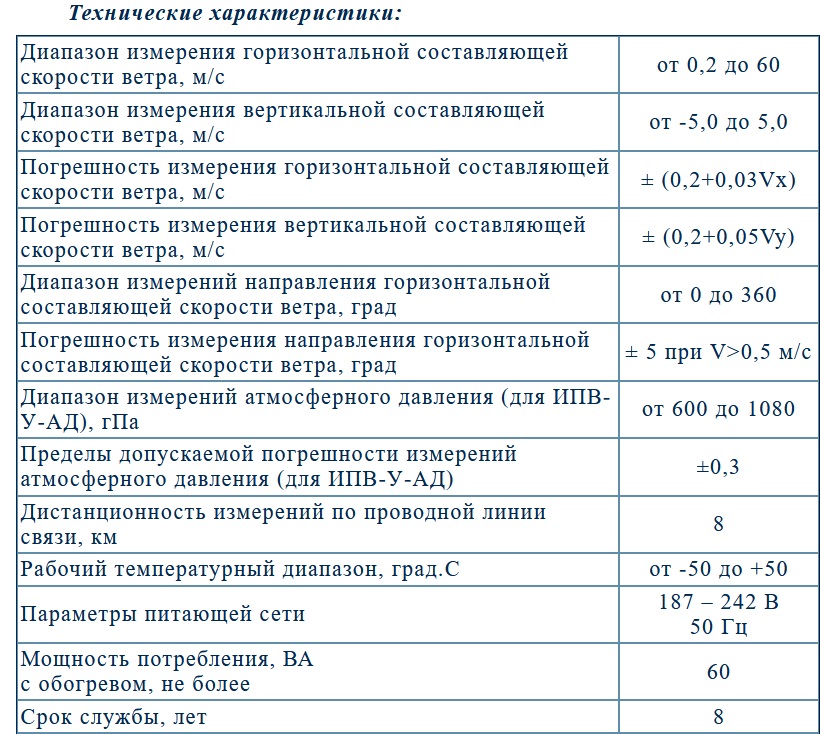 Технические характеристики:
Диапазон измерения горизонтальной составляющей
скорости ветра, м/с
от 0,2 до 60
Диапазон измерения вертикальной составляющей
скорости ветра, м/с
от -5,0 до 5,0
Погрешность измерения горизонтальной составляющей
скорости ветра, м/с
± (0,2+0,03Vx)
Погрешность измерения вертикальной составляющей
скорости ветра, м/с
± (0,2+0,05Vy)
Диапазон измерений направления горизонтальной
составляющей скорости ветра, град
от 0 до 360
Погрешность измерения направления горизонтальной
составляющей скорости ветра, град
± 5 при V>0,5 м/с
Диапазон измерений атмосферного давления (для ИПВ-
У-АД), гПа
от 600 до 1080
Пределы допускаемой погрешности измерений
атмосферного давления (для ИПВ-У-АД)
±0,3
Дистанционность измерений по проводной линии
связи, км
8
Рабочий температурный диапазон, град.С
от -50 до +50
Параметры питающей сети
187 – 242 В
50 Гц
Мощность потребления, ВА
с обогревом, не более
60
Срок службы, лет
8